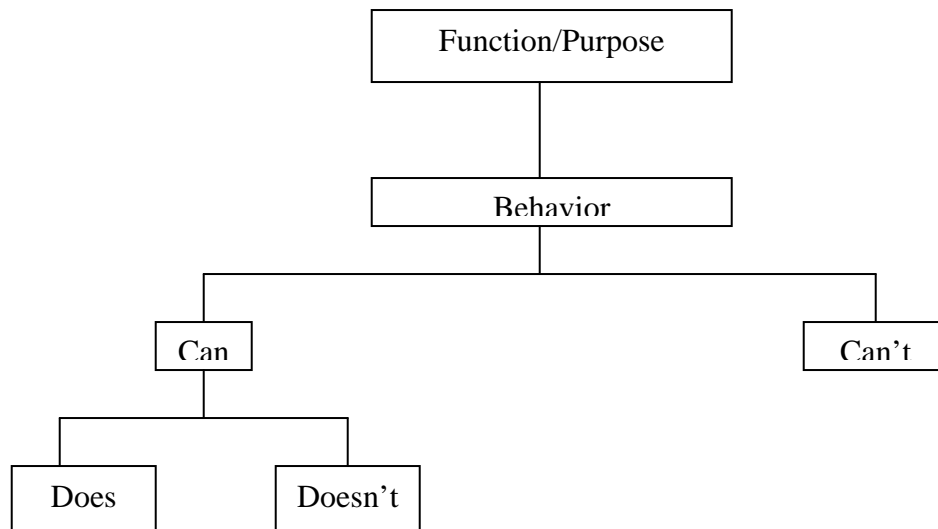 Function/Purpose
Behavior
Can
Can’t
Does
Doesn’t